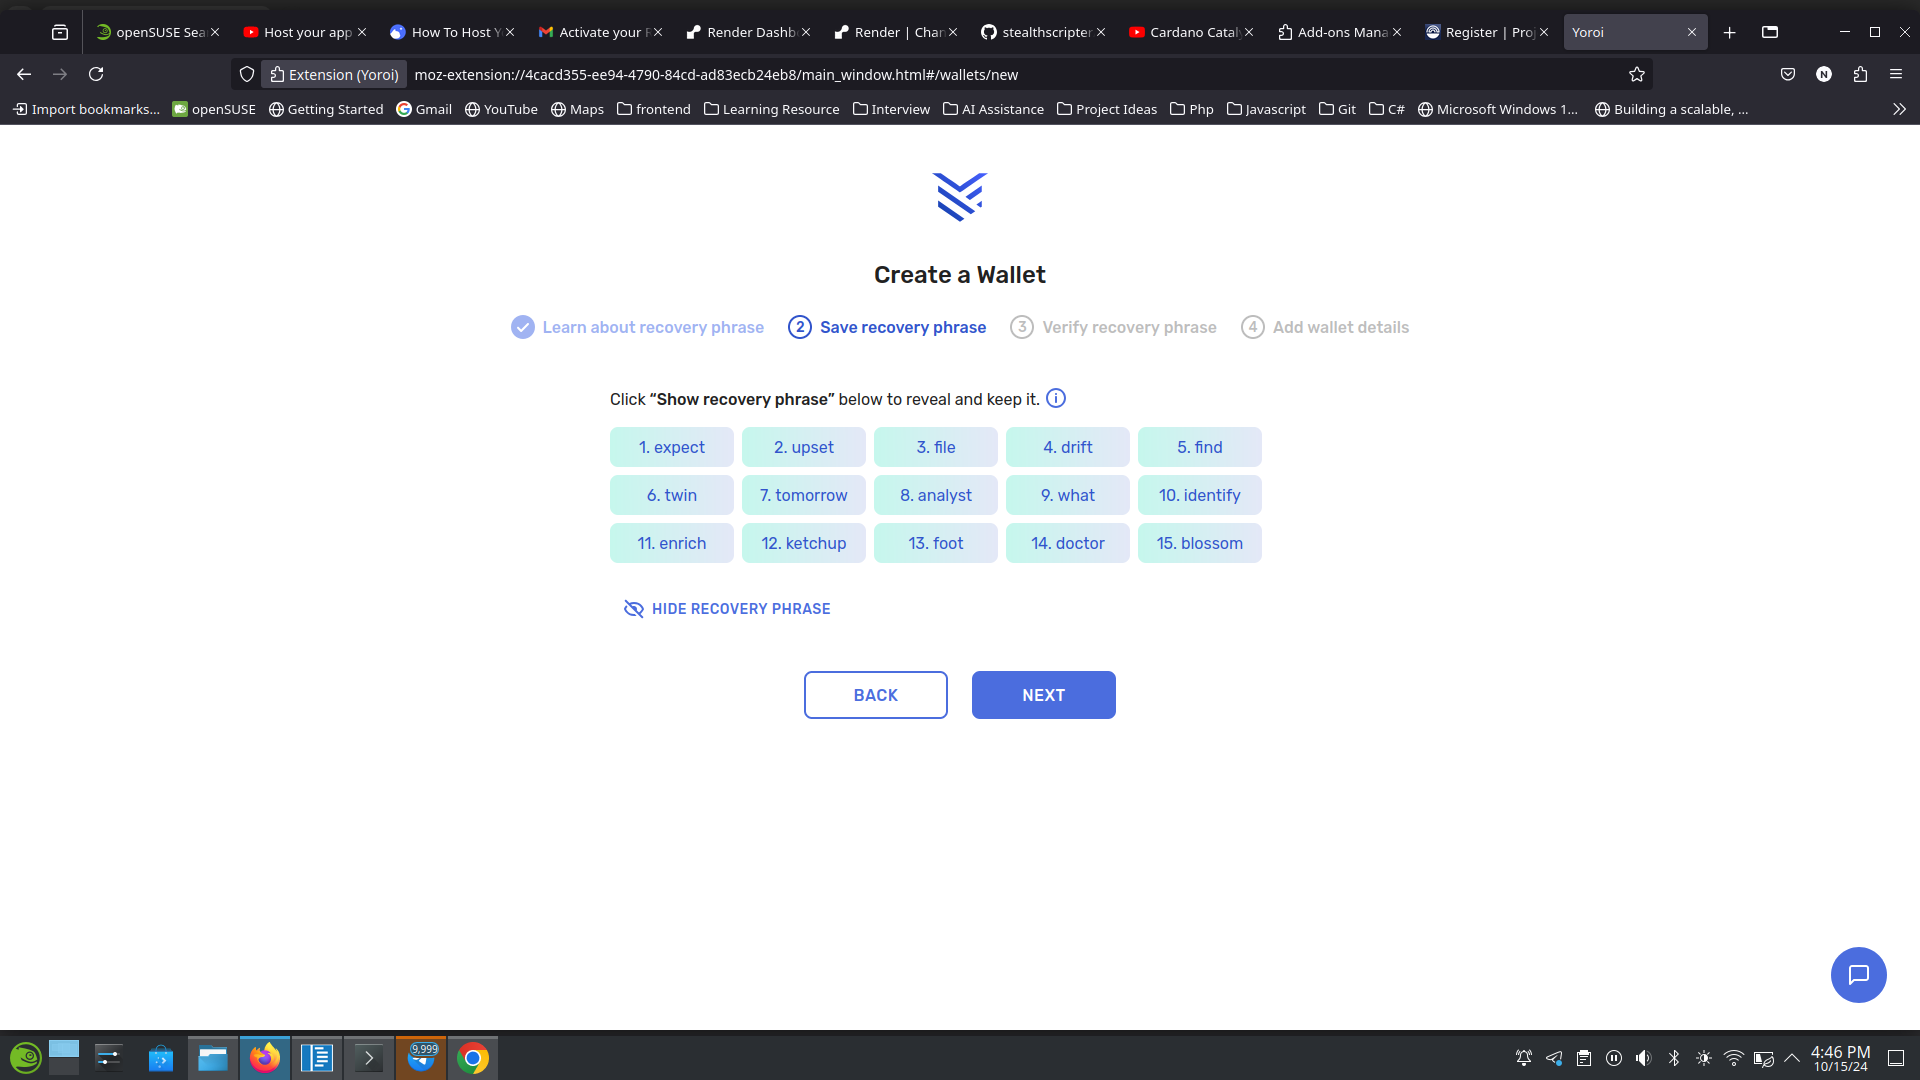 openSUSE Sea
Host your app
How To Host Y
Activate your F
Render Dashb
Render | Chan
stealthscripter
Cardano Cataly
Add-ons Mana
Register | Proj
Yoroi
Extension (Yoroi)
moz-extension://4cacd355-ee94-4790-84cd-ad83ecb24eb8/main_window.html#/wallets/new
N
Import bookmarks...
openSUSE
Getting Started
Gmail
YouTube
Maps
frontend
Learning Resource
Interview
AI Assistance
Project Ideas
Php
Javascript
Git
C#
Microsoft Windows 1...
Building a scalable, ...
Create a Wallet
Learn about recovery phrase
2 Save recovery phrase
3 Verify recovery phrase
4 Add wallet details
Click “Show recovery phrase” below to reveal and keep it.
1. expect
2. upset
3. file
4. drift
5. find
6. twin
7. tomorrow
8. analyst
9. what
10. identify
11. enrich
12. ketchup
13. foot
14. doctor
15. blossom
HIDE RECOVERY PHRASE
BACK
NEXT
9,999
4:46 PM
10/15/24